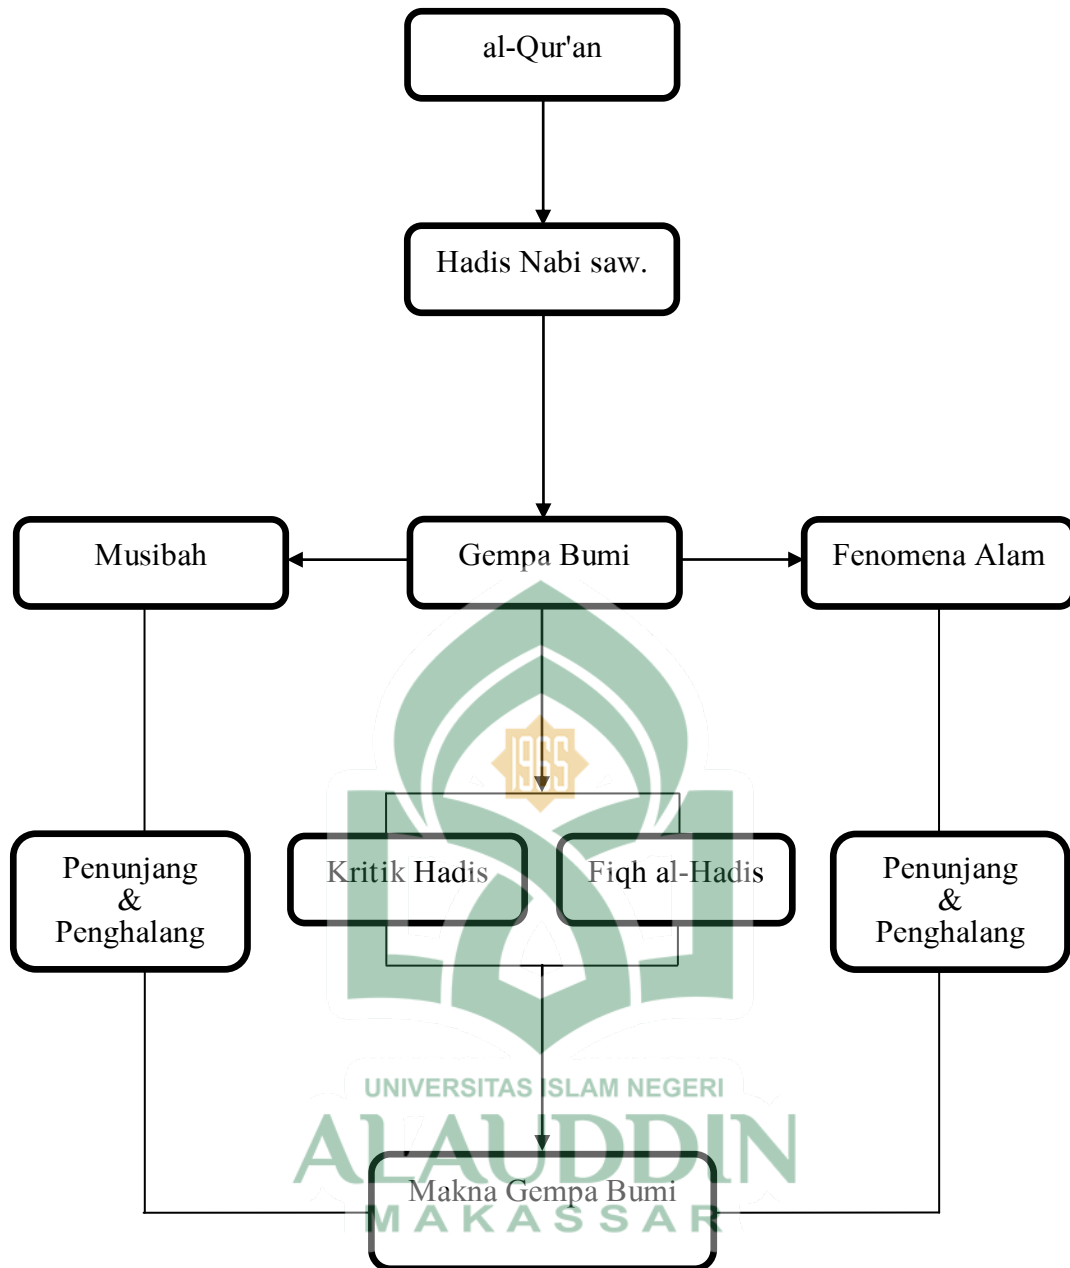 al-Qur'an
Hadis Nabi saw.
Musibah
Gempa Bumi
Fenomena Alam
1965
Penunjang
&
Penghalang
Kritik Hadis
Fiqh al-Hadis
Penunjang
&
Penghalang
UNIVERSITAS ISLAM NEGERI
ALAUDDIN
Makna Gempa Bumi
MAKASSAR